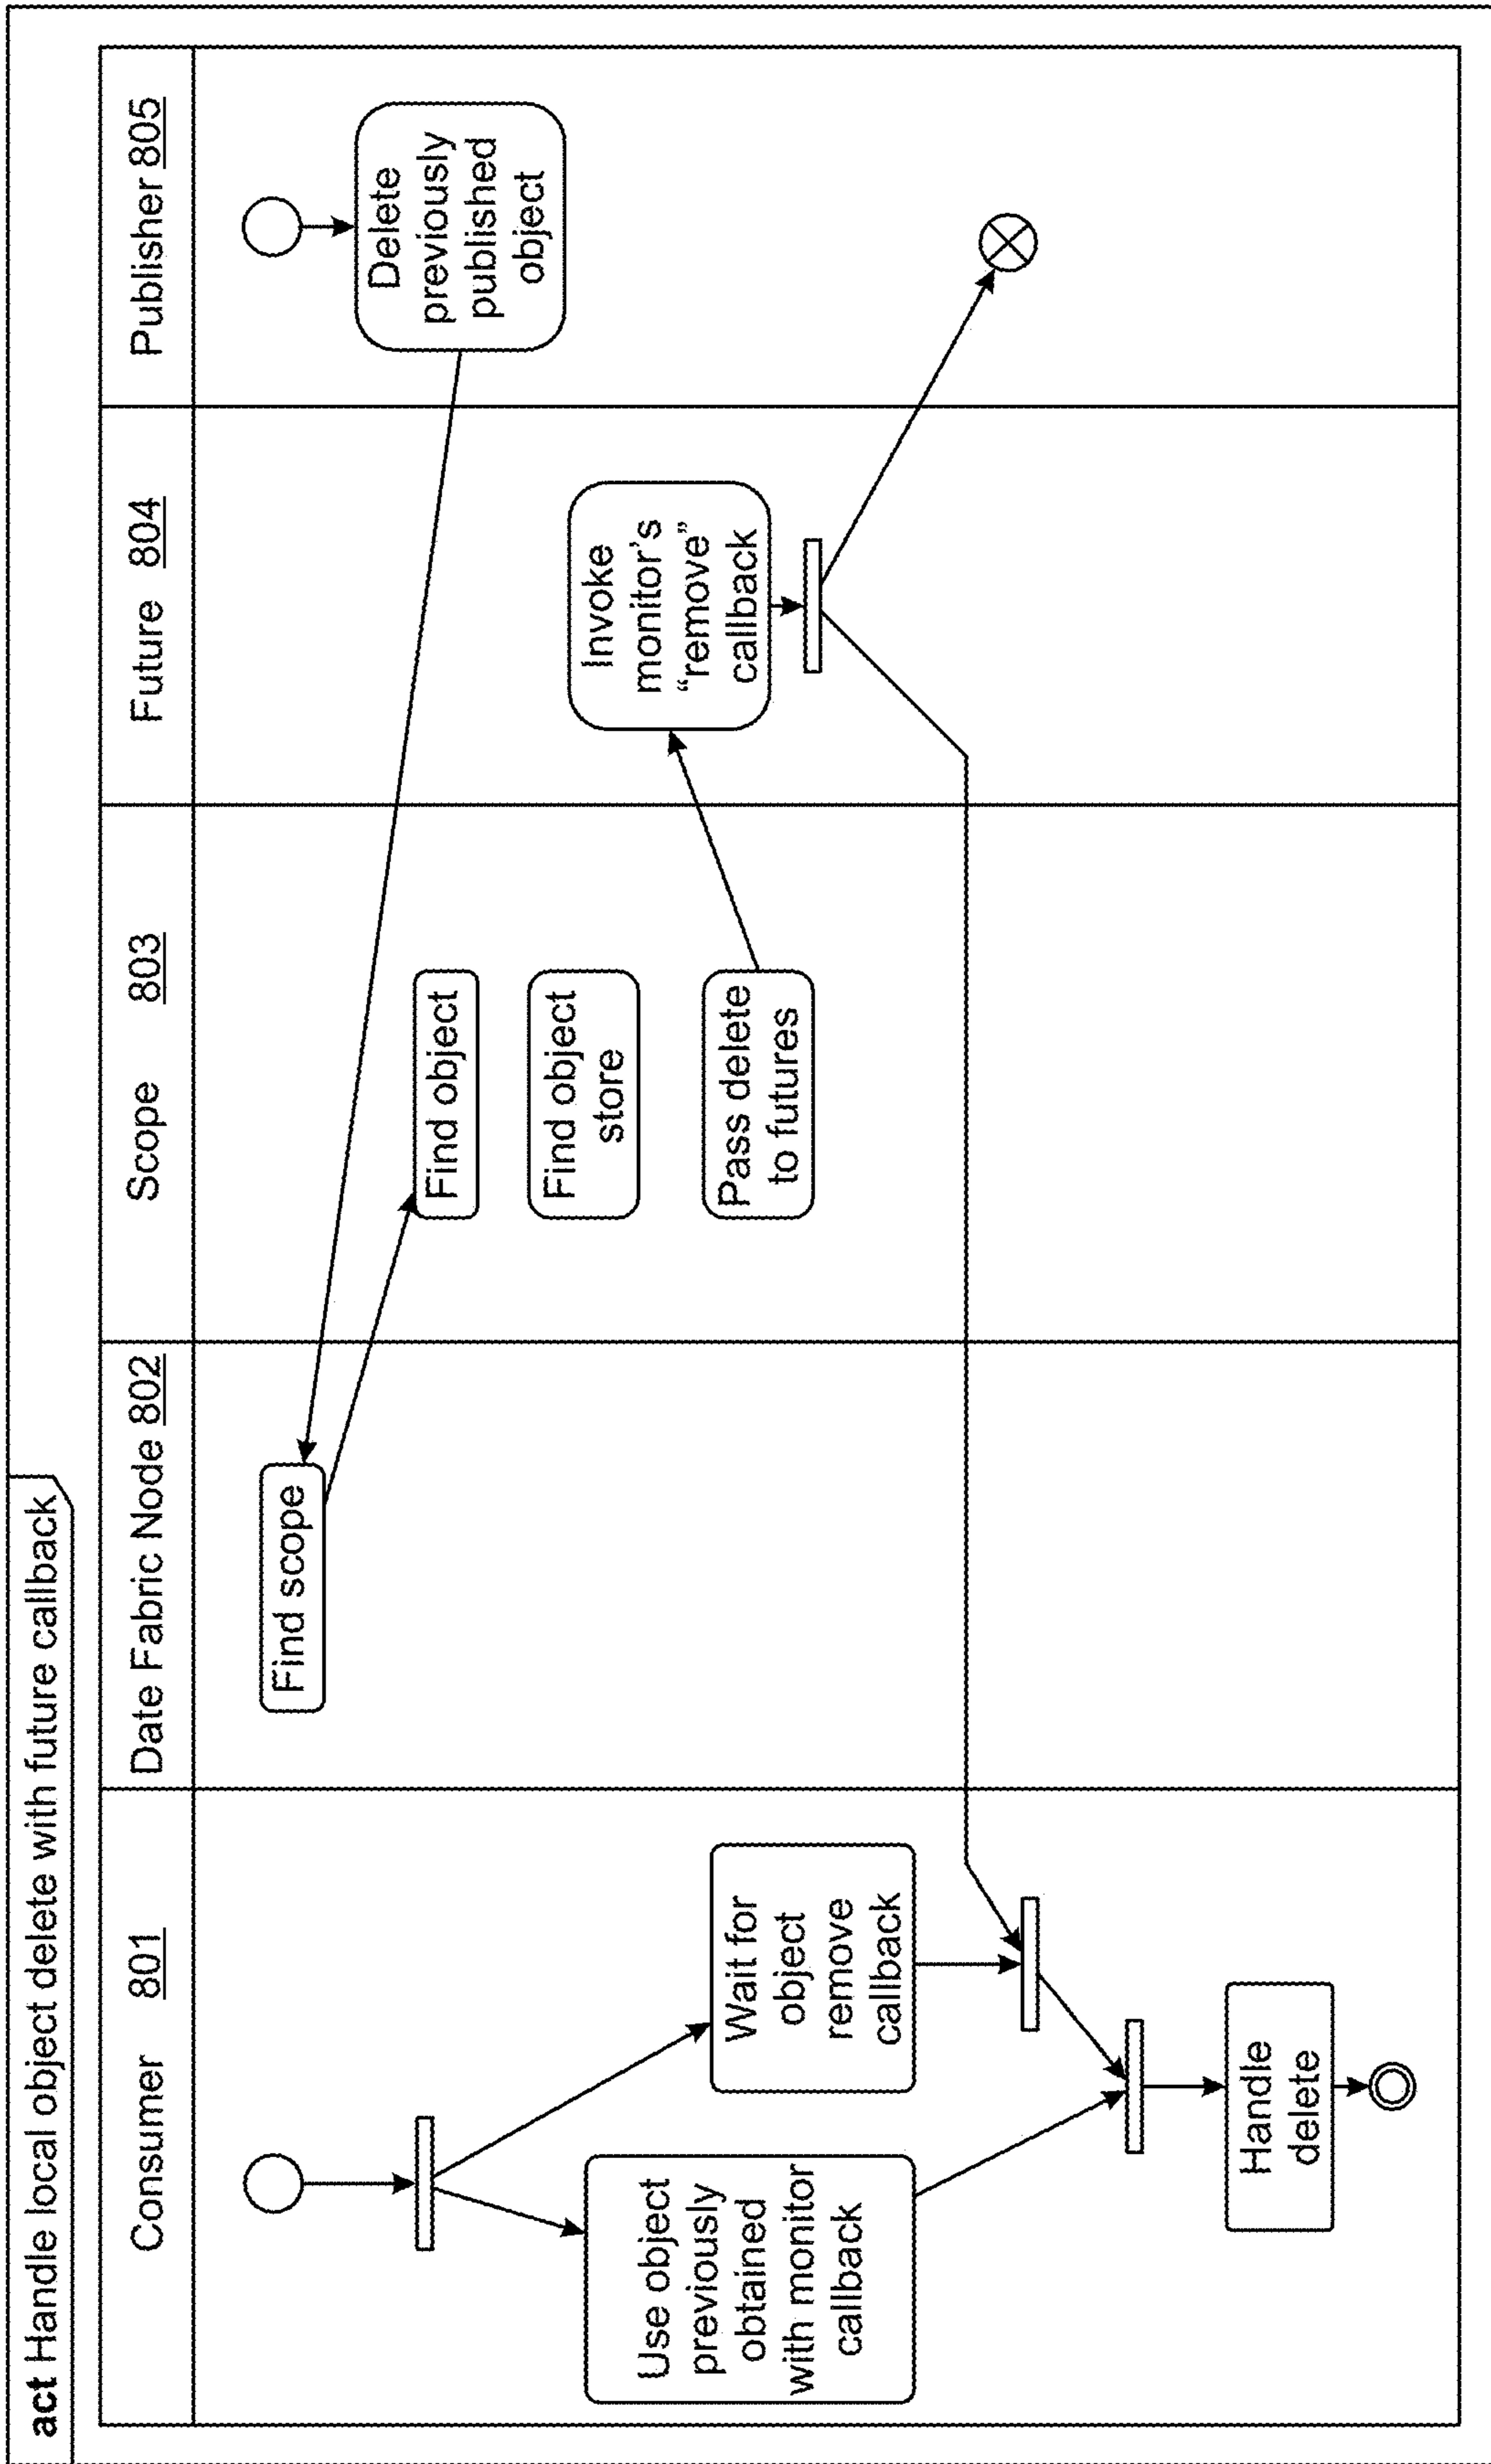 act Handle local object delete with future callback
Consumer 801
Date Fabric Node 802
Scope 803
Future 804
Publisher 805
Use object
previously
obtained
with monitor
callback
Wait for
object
remove
callback
Handle
delete
Find scope
Find object
Find object
store
Pass delete
to futures
Invoke
monitor's
“remove”
callback
Delete
previously
published
object